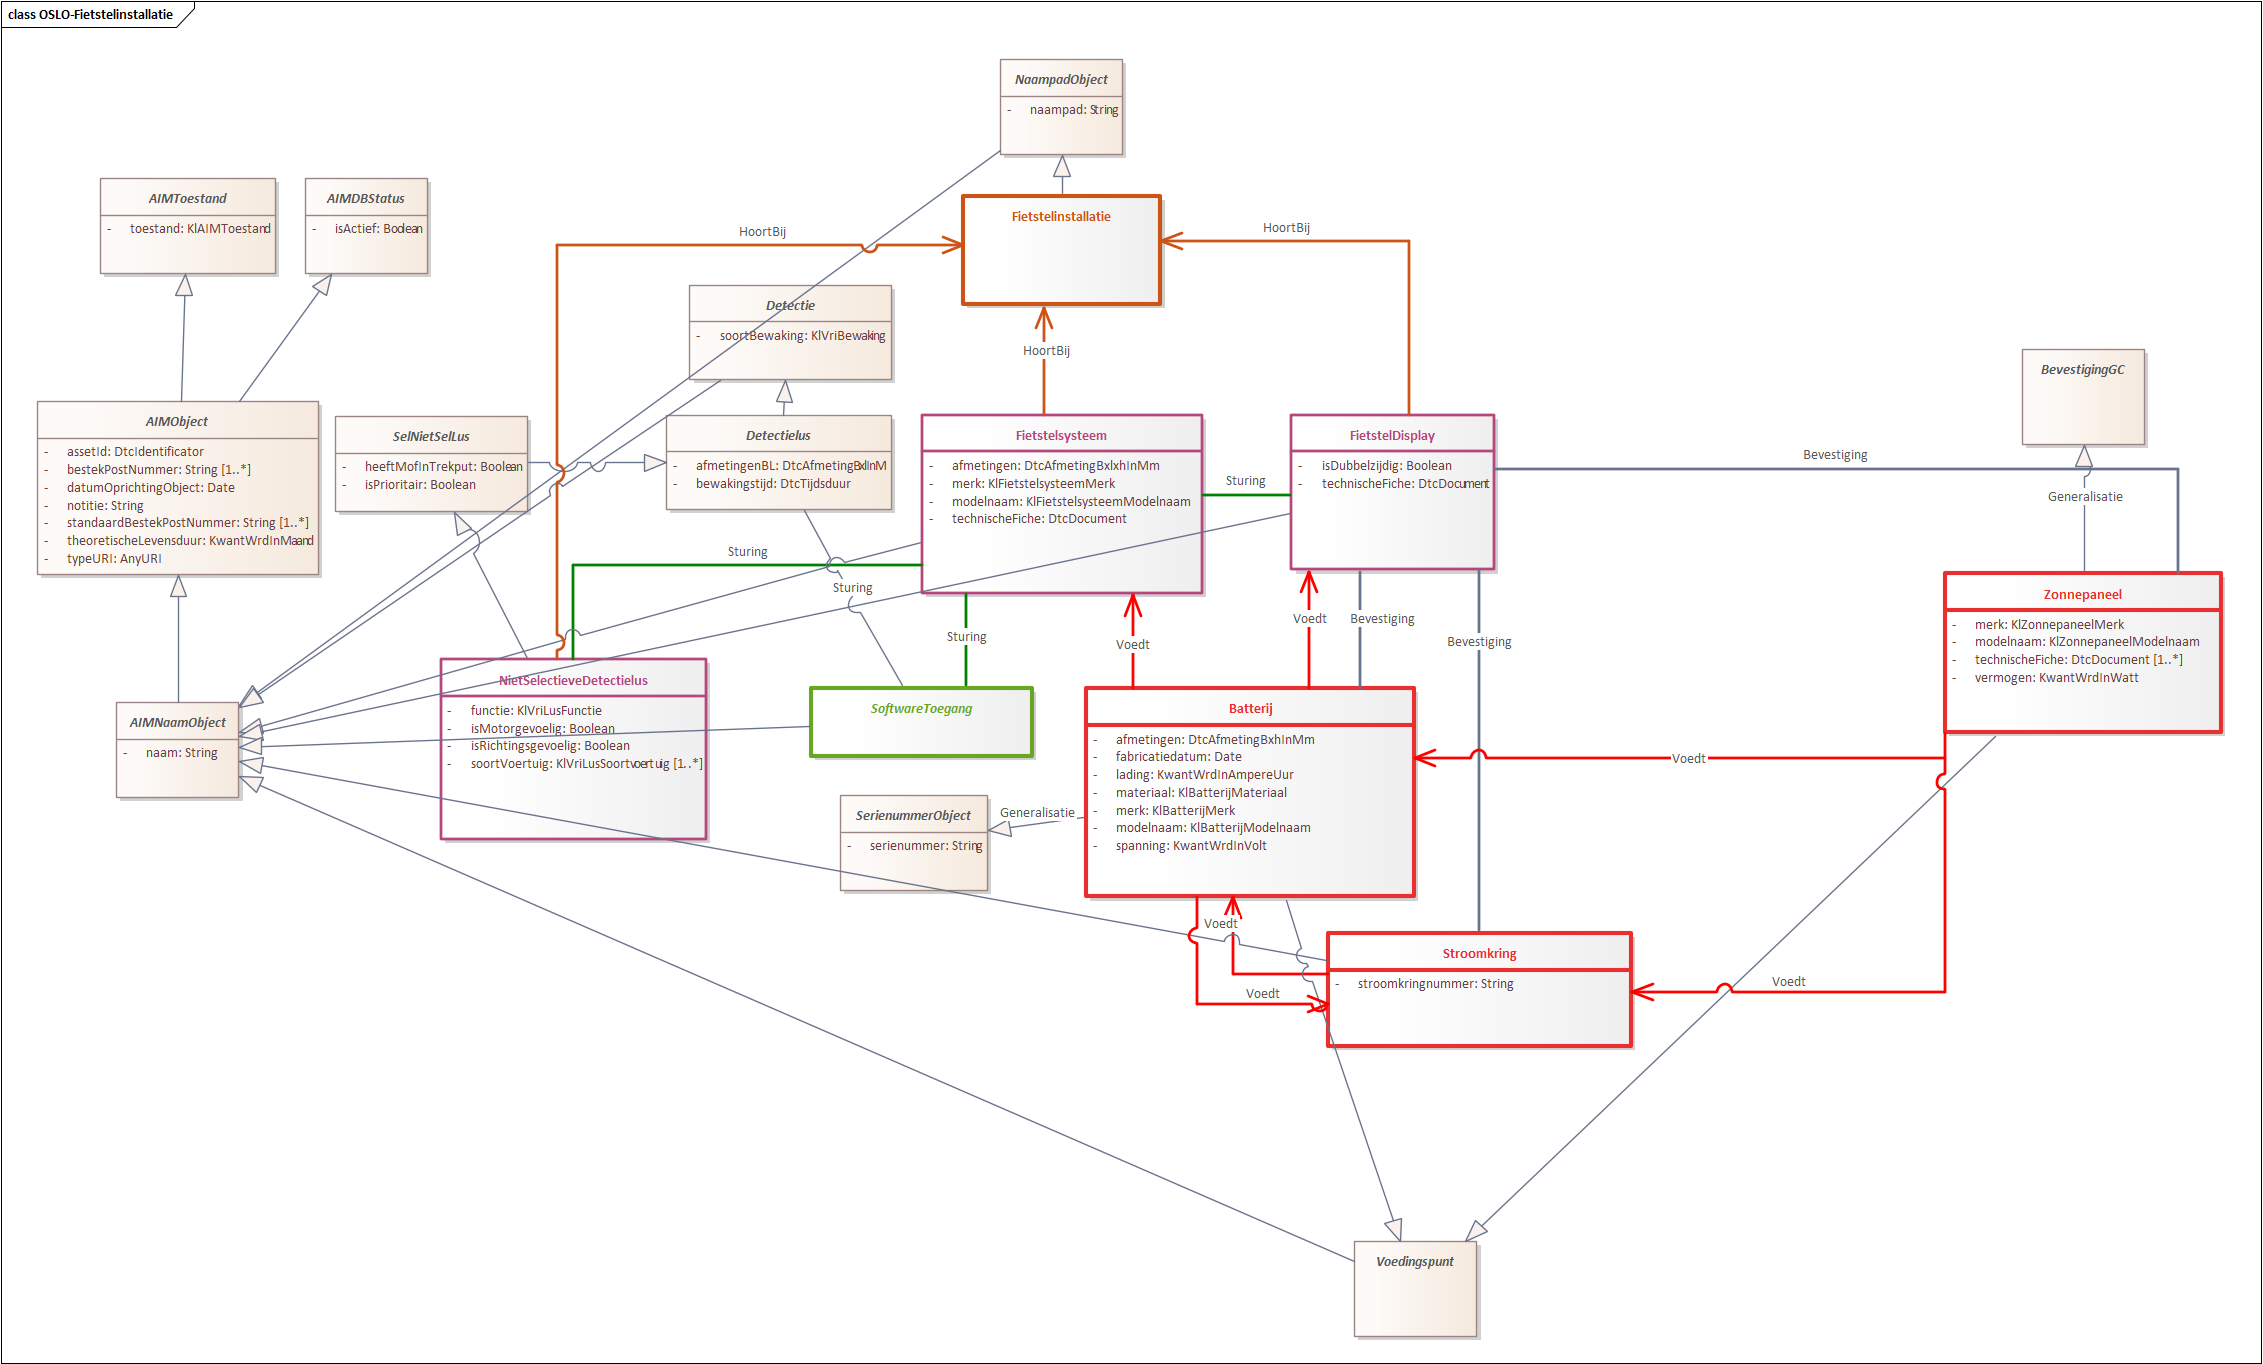 class OSLO-Fietstelinstallatie
NaampadObject
- naampad: String
AIMToestand
- toestand: KlAIMToestand
AIMDBStatus
- isActief: Boolean
Fietstelinstallatie
HoortBij
HoortBij
HoortBij
Detectie
- soortBewaking: KlVriBewaking
BevestigingGC
AIMObject
- assetId: DtcIdentificator
- bestekPostNummer: String [1..*]
- datumOprichtingObject: Date
- notitie: String
- standaardBestekPostNummer: String [1..*]
- theoretischeLevensduur: KwantWrdInMaand
- typeURI: AnyURI
SelNietSelLus
- heeftMofInTrekput: Boolean
- isPrioritair: Boolean
Detectielus
- afmetingenBL: DtcAfmetingBxlInM
- bewakingstijd: DtcTijdsduur
Fietstelsysteem
- afmetingen: DtcAfmetingBxlxhInMm
- merk: KlFietstelsysteemMerk
- modelnaam: KlFietstelsysteemModelnaam
- technischeFiche: DtcDocument
Sturing
FietstelDisplay
- isDubbelzijdig: Boolean
- technischeFiche: DtcDocument
Bevestiging
Generalisatie
Sturing
Sturing
Sturing
Voedt
Voedt
Bevestiging
Bevestiging
Zonnepaneel
- merk: KlZonnepaneelMerk
- modelnaam: KlZonnepaneelModelnaam
- technischeFiche: DtcDocument [1..*]
- vermogen: KwantWrdInWatt
AIMNaamObject
- naam: String
NietSelectieveDetectielus
- functie: KlVriLusFunctie
- isMotorgevoelig: Boolean
- isRichtingsgevoelig: Boolean
- soortVoertuig: KlVriLusSoortvoertuig [1..*]
SoftwareToegang
Batterij
- afmetingen: DtcAfmetingBxhInMm
- fabricatiedatum: Date
- lading: KwantWrdInAmpereUur
- materiaal: KlBatterijMateriaal
- merk: KlBatterijMerk
- modelnaam: KlBatterijModelnaam
- spanning: KwantWrdInVolt
Voedt
SerienummerObject
- serienummer: String
Generalisatie
Voedt
Voedt
Stroomkring
- stroomkringnummer: String
Voedt
Voedingspunt